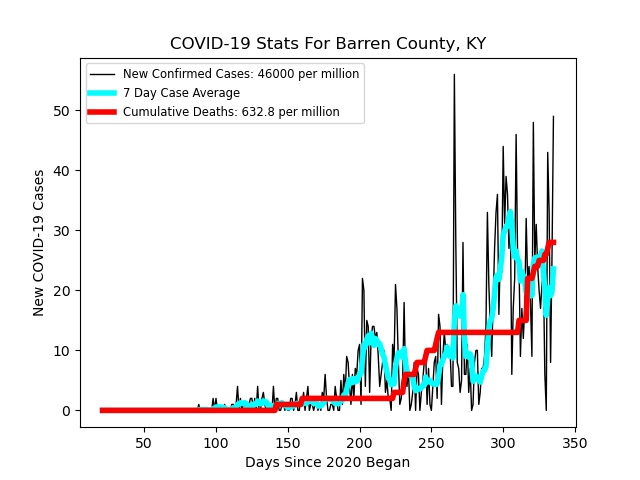 COVID-19 Stats For Barren County, KY
New Confirmed Cases: 46000 per million
7 Day Case Average
Cumulative Deaths: 632.8 per million
New COVID-19 Cases
50
40
30
20
10
0
50 100 150 200 250 300 350
Days Since 2020 Began